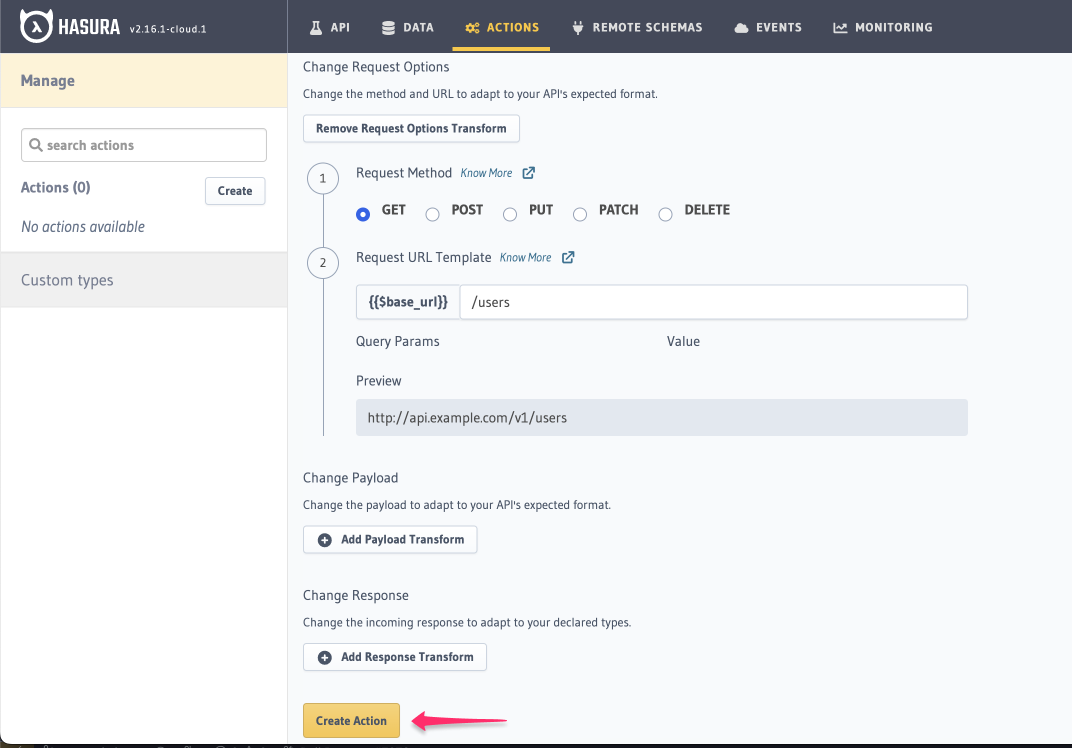 HASURA v2.16.1-cloud.1
API DATA ACTIONS REMOTE SCHEMAS EVENTS MONITORING
Manage
search actions
Actions (0) Create
No actions available
Custom types
Change Request Options
Change the method and URL to adapt to your API's expected format.
Remove Request Options Transform
1 Request Method Know More
GET POST PUT PATCH DELETE
2 Request URL Template Know More
{{$base_url}} /users
Query Params Value
Preview
http://api.example.com/v1/users
Change Payload
Change the payload to adapt to your API's expected format.
Add Payload Transform
Change Response
Change the incoming response to adapt to your declared types.
Add Response Transform
Create Action